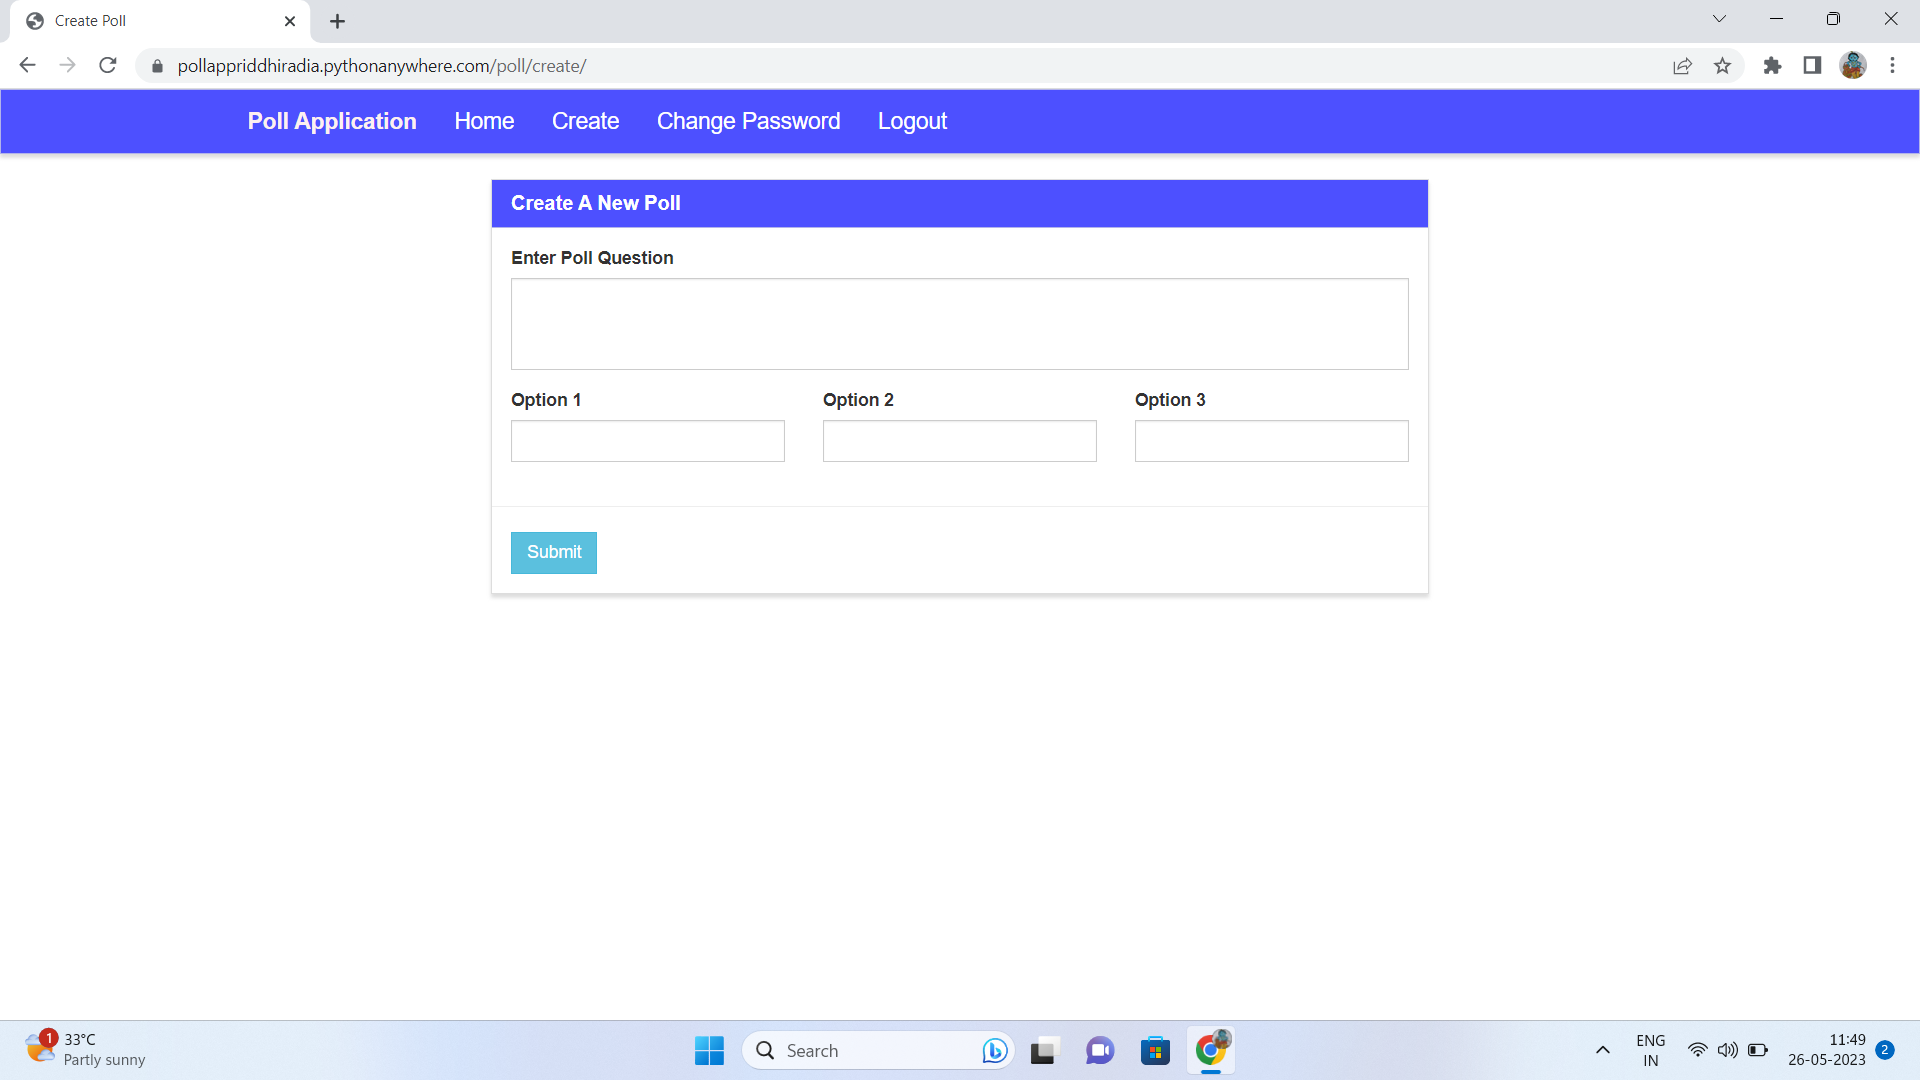 Create Poll
pollappriddhiradia.pythonanywhere.com/poll/create/
Poll Application Home Create Change Password Logout
Create A New Poll
Enter Poll Question
Option 1 Option 2 Option 3
Submit
1 33°C
Partly sunny
Search
ENG
IN
11:49
26-05-2023
2